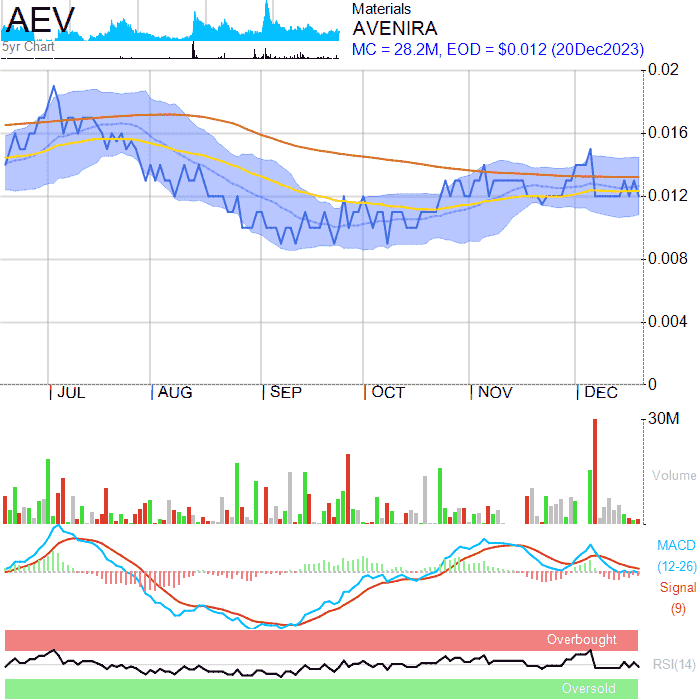 AEV
5yr Chart
Materials
AVENIRA
MC = 28.2M, EOD = $0.012 (20Dec2023)
0.02
0.016
0.012
0.008
0.004
0
JUL AUG SEP OCT NOV DEC
30M
Volume
MACD
(12-26)
Signal
(9)
Overbought
RSI(14)
Oversold